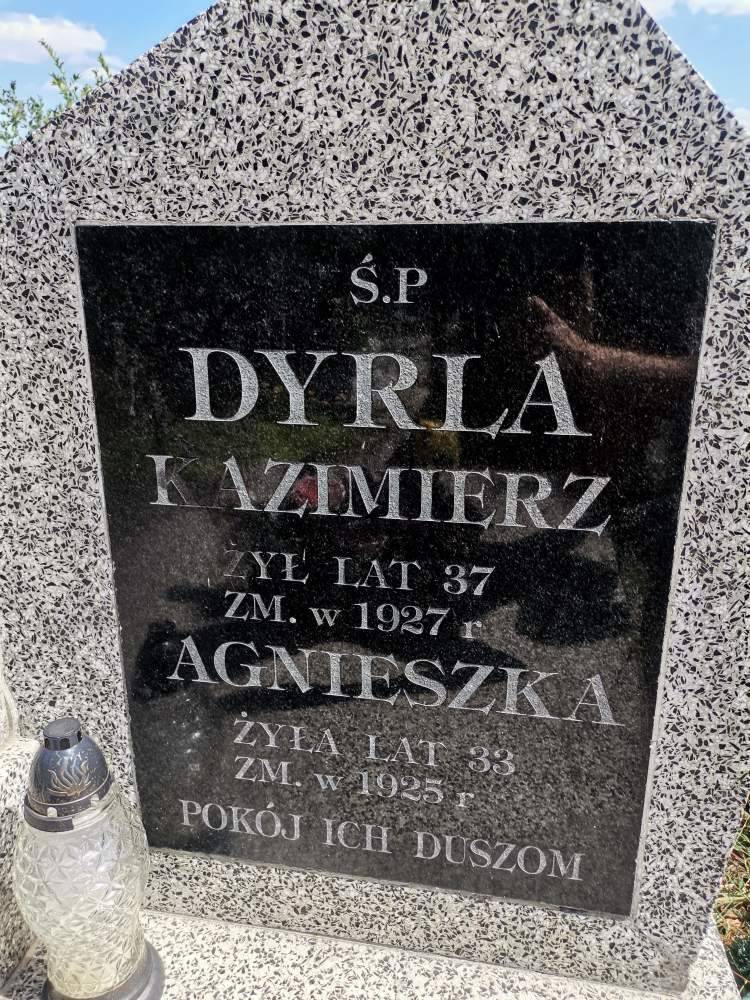 Ś.P
DYRLA
KAZIMIERZ
ŻYŁ LAT 37
ZM. w 1927 r
AGNIESZKA
ŻYŁA LAT 33
ZM. w 1925 r
POKÓJ ICH DUSZOM